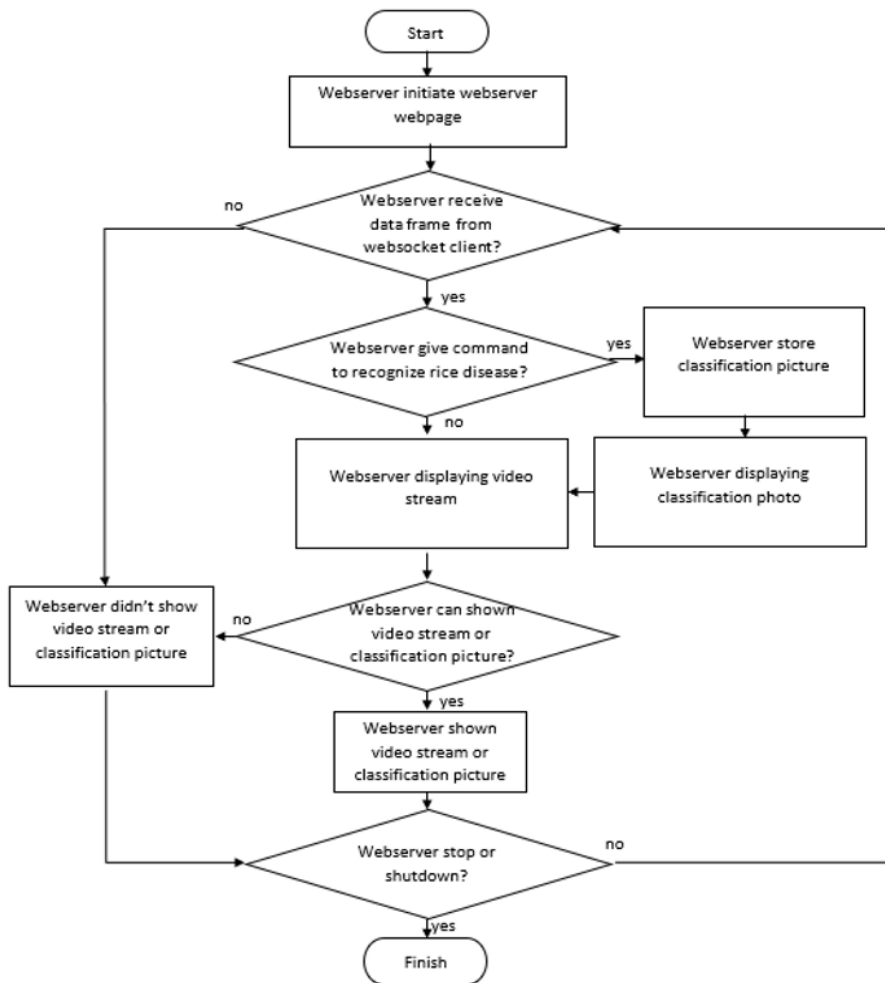 Start
Webserver initiate webserver
webpage
no
Webserver receive
data frame from
websocket client?
yes
Webserver give command
to recognize rice disease?
yes
Webserver store
classification picture
no
Webserver displaying video
stream
Webserver displaying
classification photo
Webserver didn't show
video stream or
classification picture
no
Webserver can shown
video stream or
classification picture?
yes
Webserver shown
video stream or
classification picture
Webserver stop or
shutdown?
no
yes
Finish